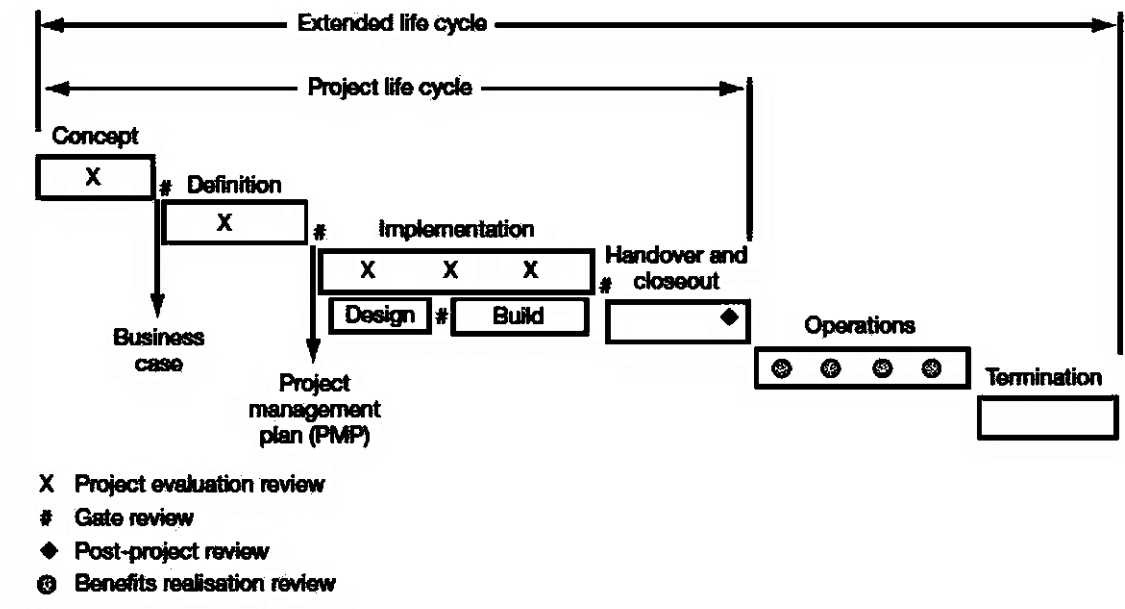 Extended life cycle
Project life cycle
Concept
X
# Definition
X
# Implementation
X X X
Handover and
closeout
#
Design # Build
Business
case
Project
management
plan (PMP)
Operations
Termination
X Project evaluation review
# Gate review
◆ Post-project review
Benefits realisation review